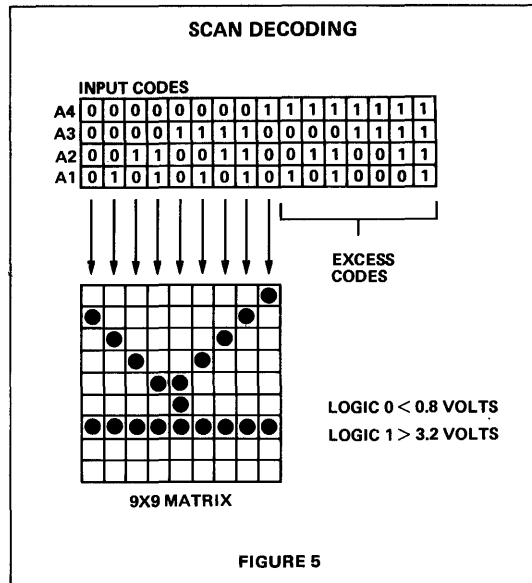 SCAN DECODING
INPUT CODES
A4 0 0 0 0 0 0 0 0 1 1 1 1 1 1 1 1
A3 0 0 0 0 1 1 1 1 0 0 0 0 1 1 1 1
A2 0 0 1 1 0 0 1 1 0 0 1 1 0 0 1 1
A1 0 1 0 1 0 1 0 1 0 1 0 1 0 0 0 1
EXCESS
CODES
LOGIC 0 < 0.8 VOLTS
LOGIC 1 > 3.2 VOLTS
9X9 MATRIX
FIGURE 5